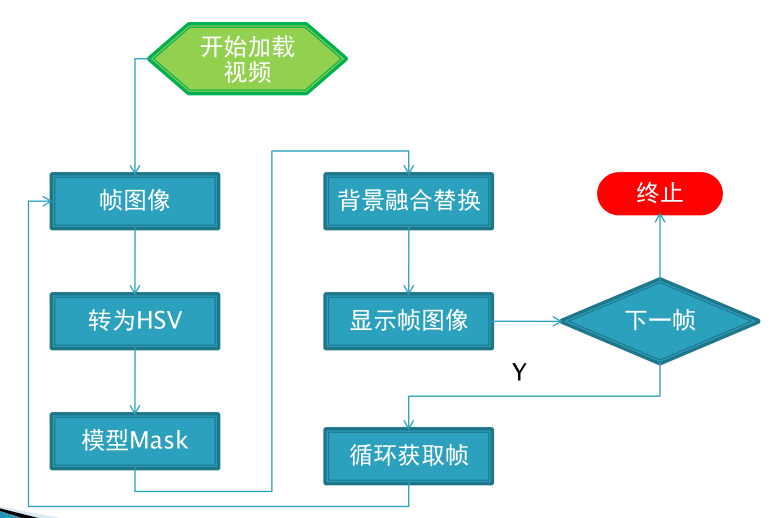 开始加载
视频
帧图像
转为HSV
模型Mask
背景融合替换
显示帧图像
终止
下一帧
Y
循环获取帧